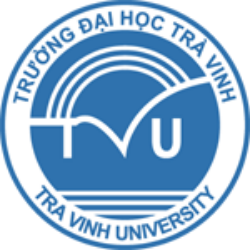 TRƯỜNG ĐẠI HỌC TRÀ VINH
TVU
TRA VINH UNIVERSITY